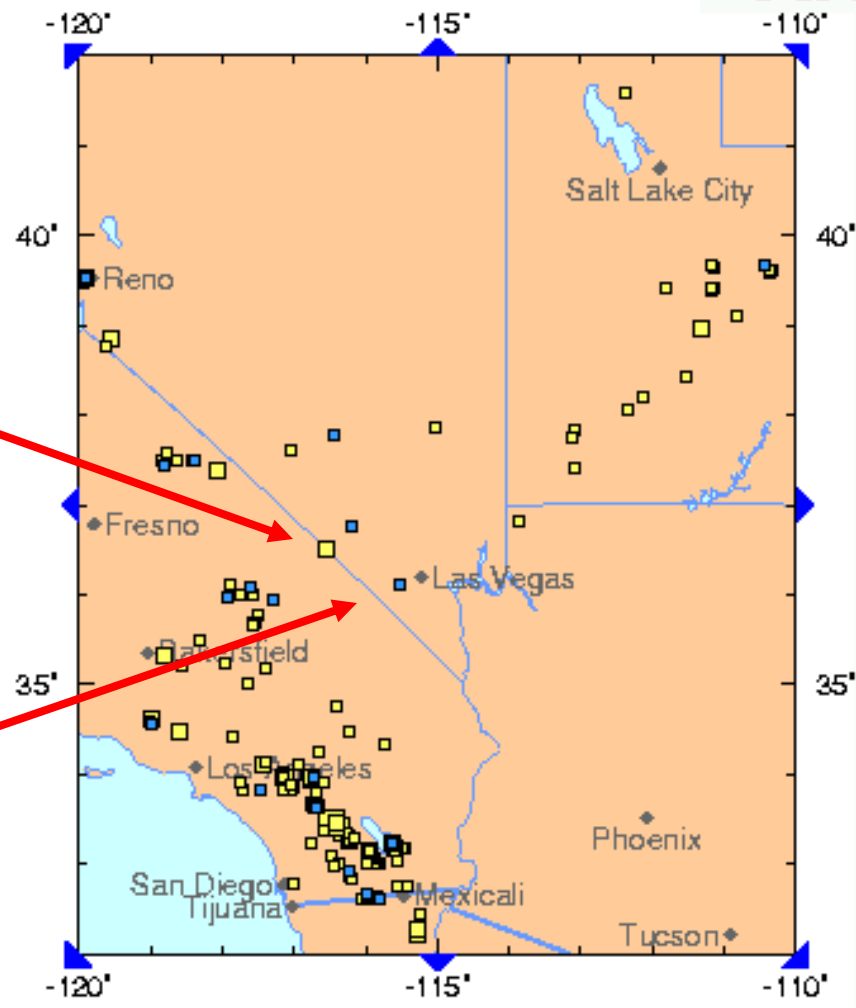 -120° -115° -110°
Salt Lake City
40° 40°
Reno
Fresno
Las Vegas
Bakersfield
35° 35°
Los Angeles
Phoenix
San Diego
Mexicali
Tijuana
Tucson
-120° -115° -110°